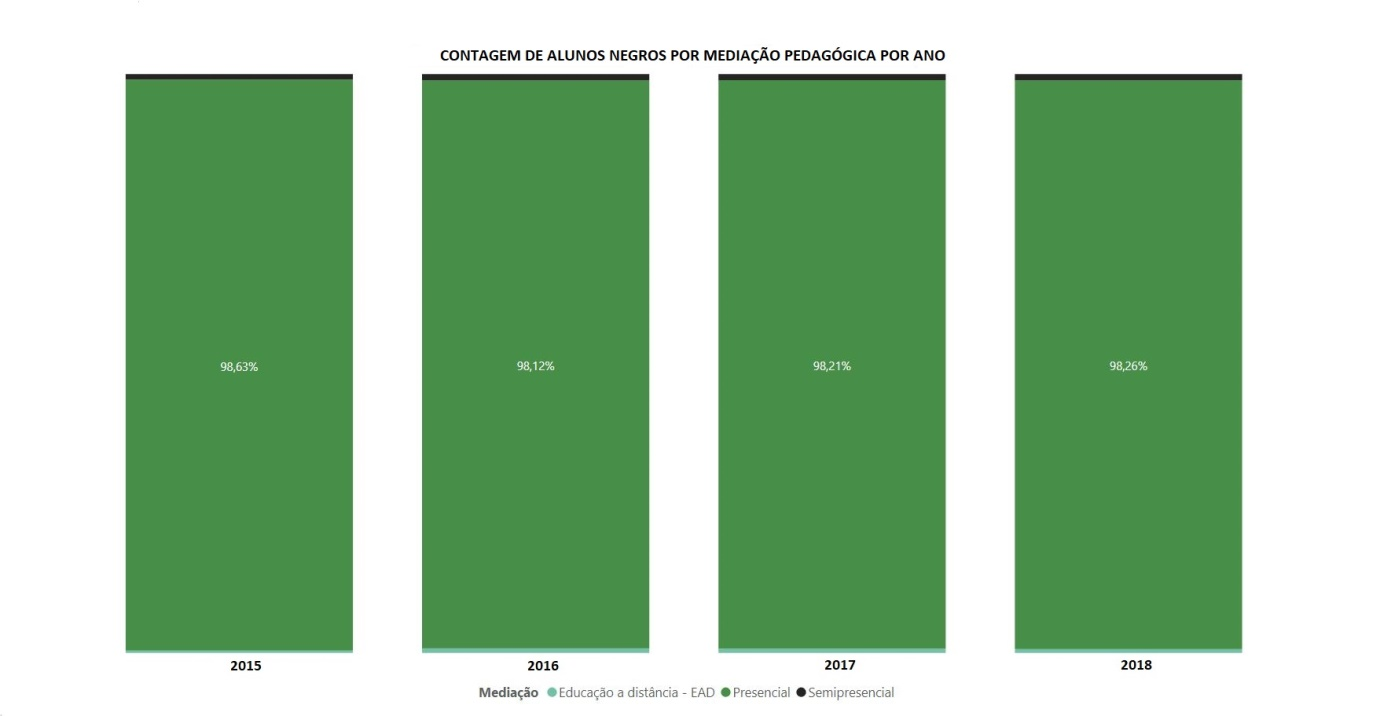 CONTAGEM DE ALUNOS NEGROS POR MEDIAÇÃO PEDAGÓGICA POR ANO
98,63% 98,12% 98,21% 98,26%
2015 2016 2017 2018
Mediação Educação a distância - EAD Presencial Semipresencial